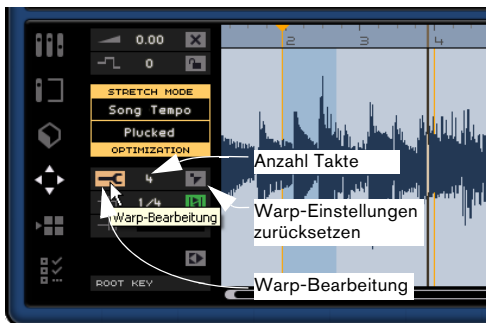 0.00
2 3 4
0
STRETCH MODE
Song Tempo
Plucked
OPTIMIZATION
4
Anzahl Takte
1/4
Warp-Bearbeitung
Warp-Einstellungen
zurücksetzen
ROOT KEY
Warp-Bearbeitung